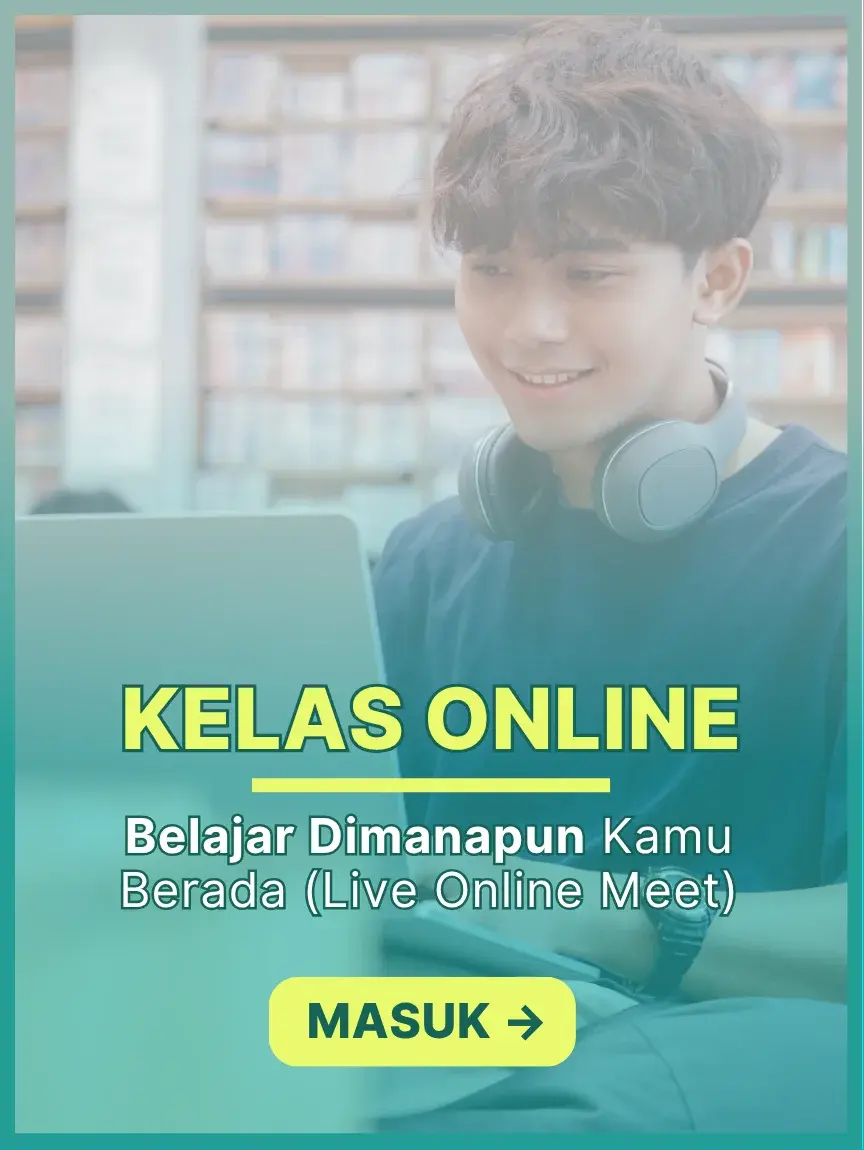 KELAS ONLINE
Belajar Dimanapun Kamu
Berada (Live Online Meet)
MASUK →